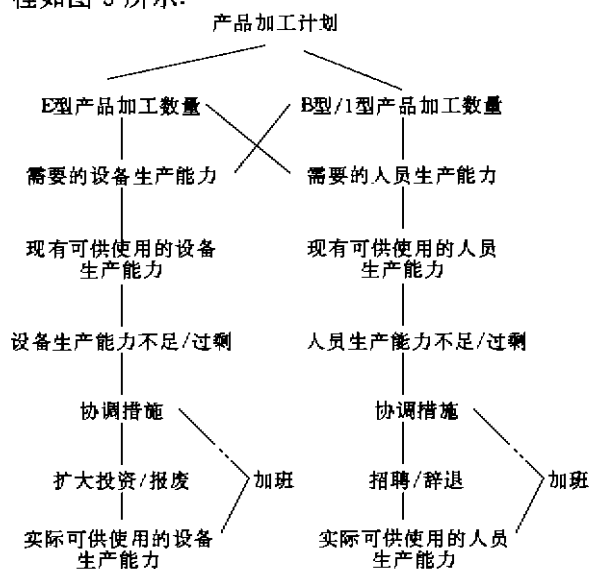 程如图 3 所示:
产品加工计划
E型产品加工数量
B型/1型产品加工数量
需要的设备生产能力
需要的人员生产能力
现有可供使用的设备
生产能力
现有可供使用的人员
生产能力
设备生产能力不足/过剩
人员生产能力不足/过剩
协调措施
协调措施
扩大投资/报废
加班
招聘/辞退
加班
实际可供使用的设备
生产能力
实际可供使用的人员
生产能力